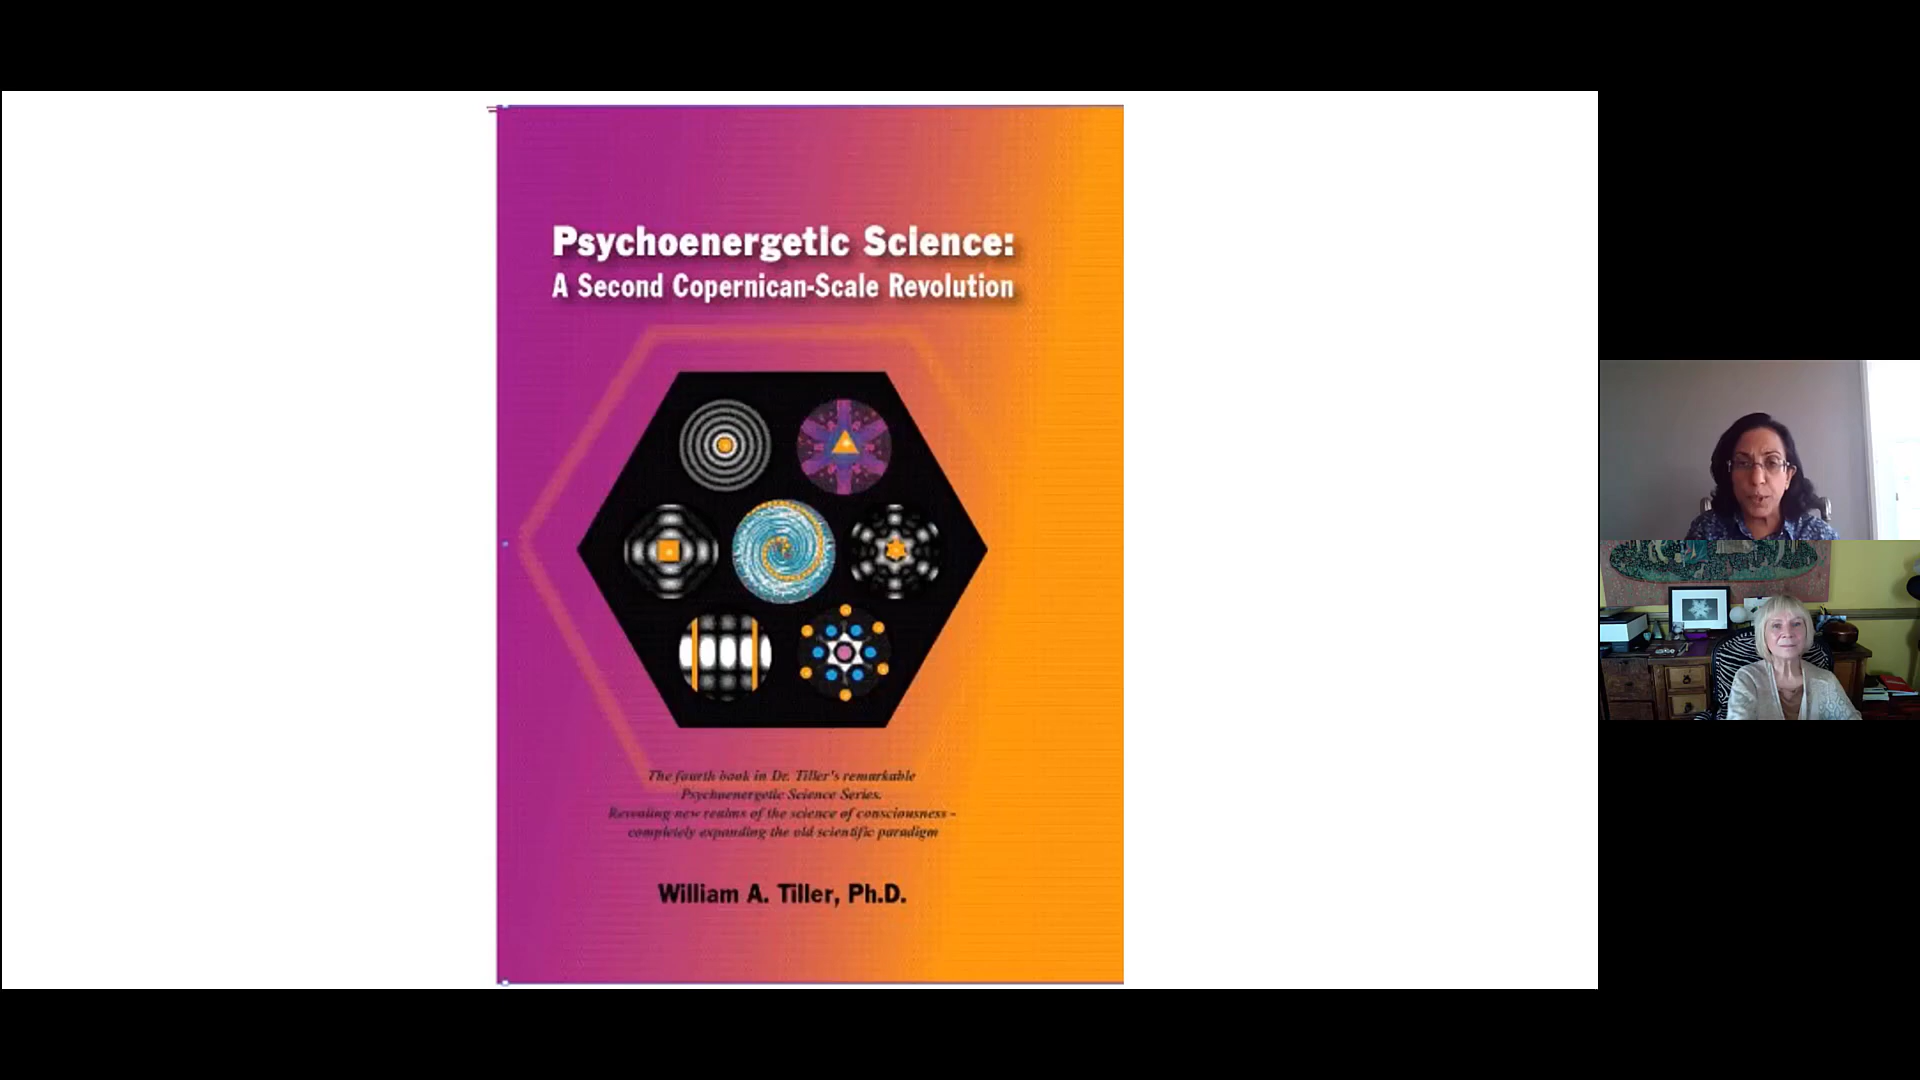 Psychoenergetic Science:
A Second Copernican-Scale Revolution
The fourth book in Dr. Tiller's remarkable
Psychoenergetic Science Series.
Revealing new realms of the science of consciousness -
completely expanding the old scientific paradigm
William A. Tiller, Ph.D.